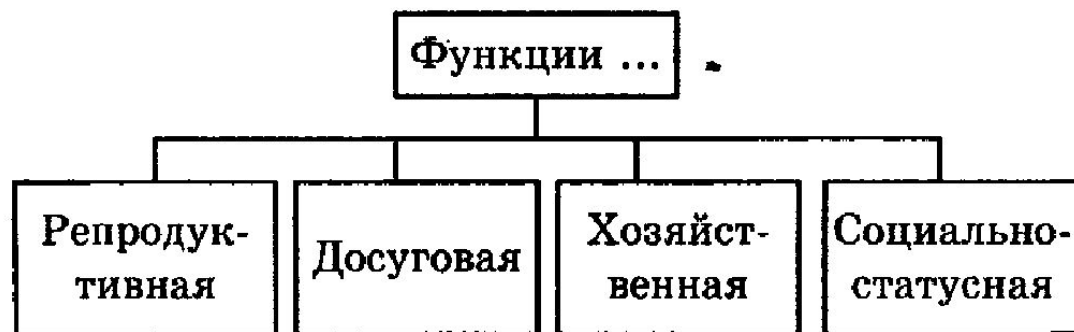 Функции ...
Репродук-
тивная
Досуговая
Хозяйст-
венная
Социально-
статусная